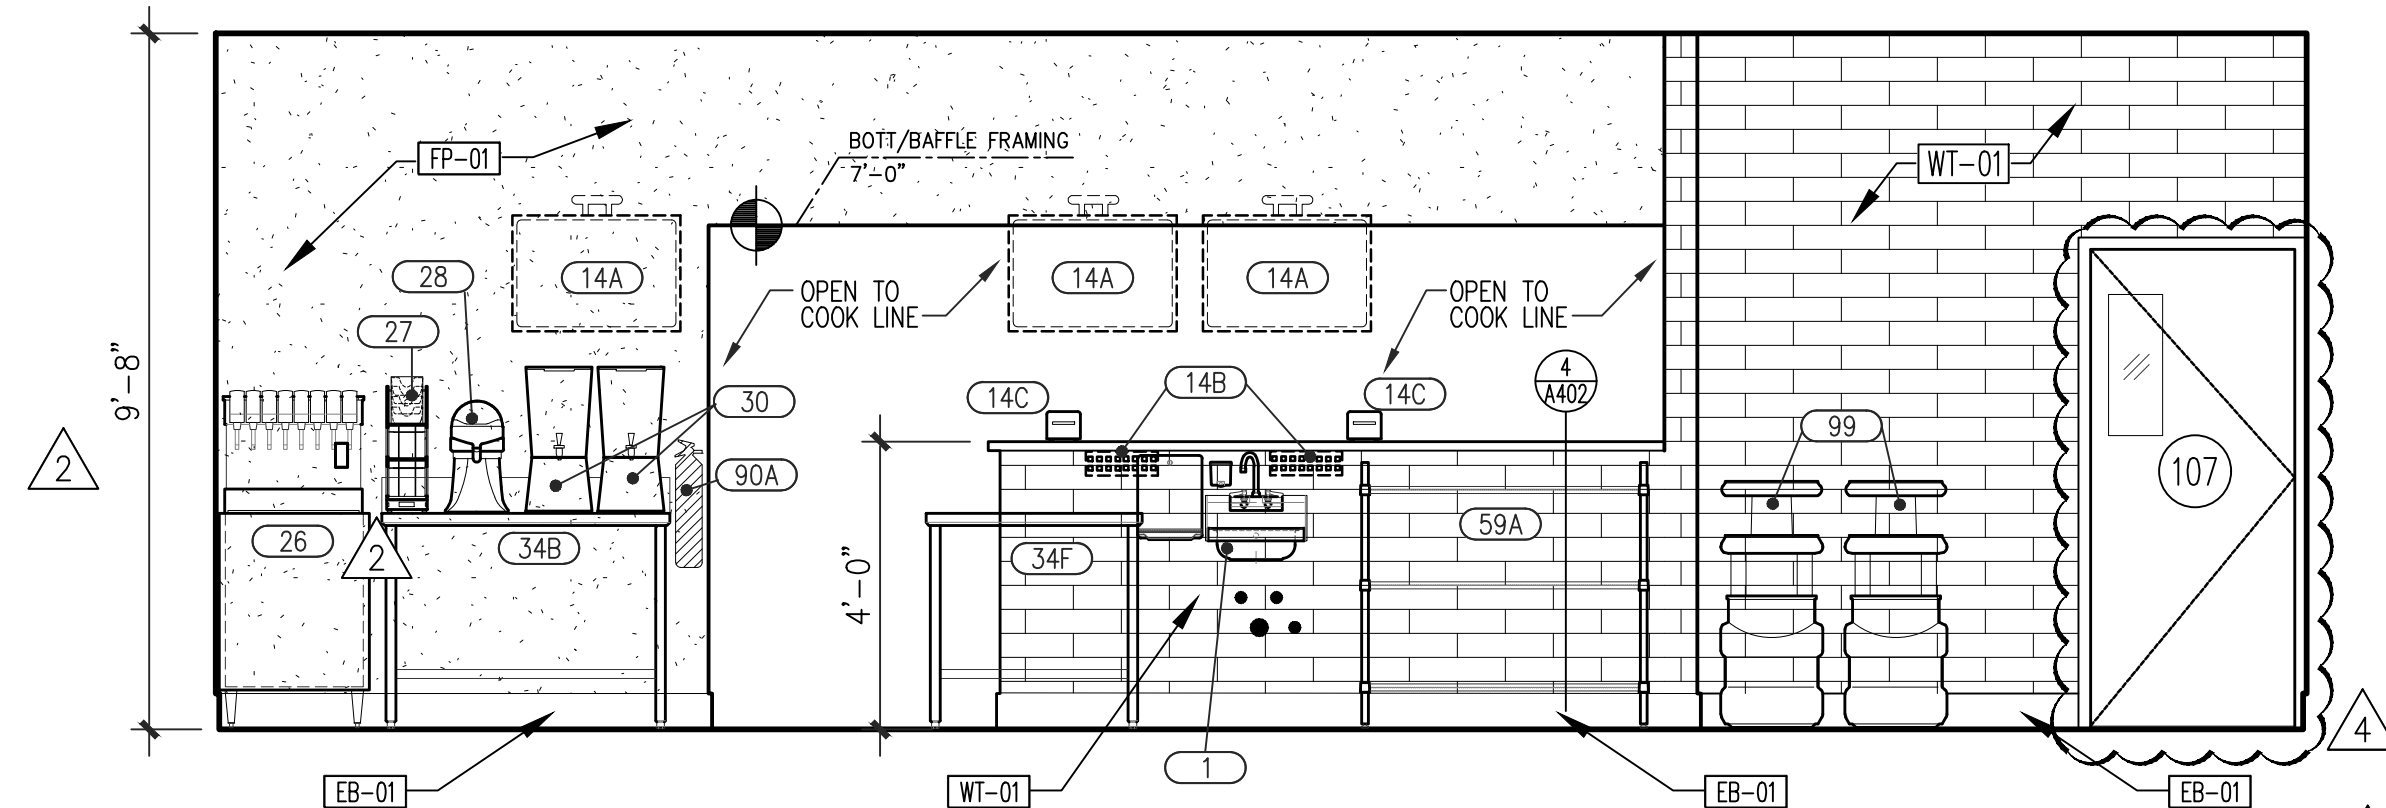 BOTT/BAFFLE FRAMING
7'-0"
FP-01
WT-01
28
14A
14A
14A
OPEN TO
COOK LINE
OPEN TO
COOK LINE
27
9'-8"
4
A402
14B
14C
14C
30
99
2
90A
107
26
2
34B
34F
59A
4'-0"
4
1
EB-01
WT-01
EB-01
EB-01